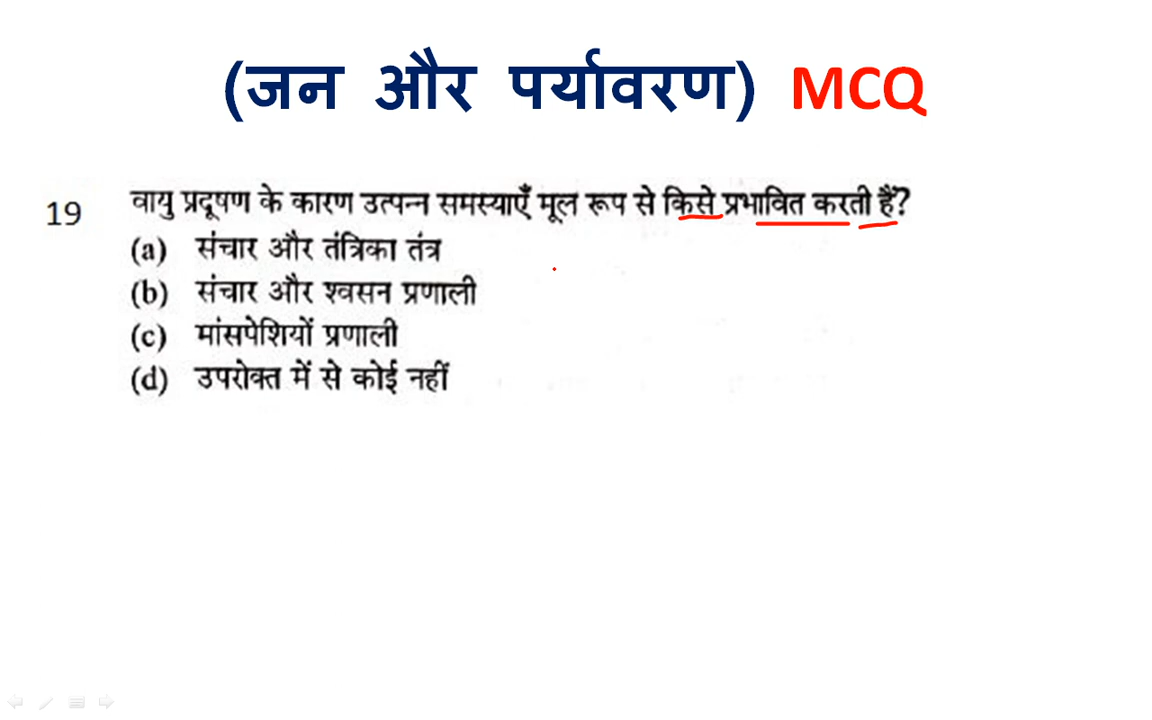 (जन और पर्यावरण) MCQ
19 वायु प्रदूषण के कारण उत्पन्न समस्याएँ मूल रूप से किसे प्रभावित करती हैं?
(a) संचार और तंत्रिका तंत्र
(b) संचार और श्वसन प्रणाली
(c) मांसपेशियों प्रणाली
(d) उपरोक्त में से कोई नहीं